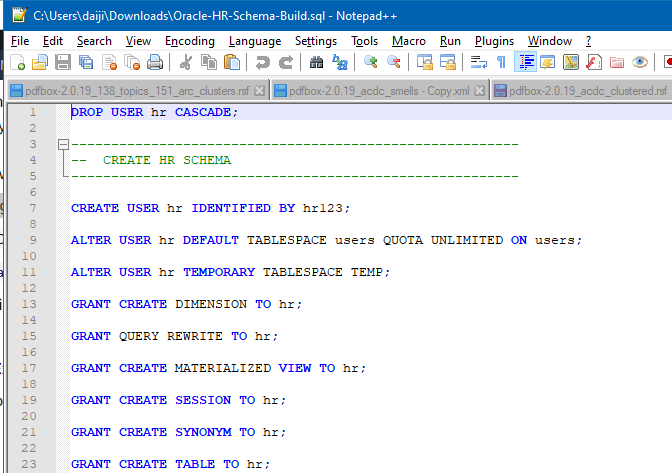 C:\Users\daiji\Downloads\Oracle-HR-Schema-Build.sql - Notepad++
File Edit Search View Encoding Language Settings Tools Macro Run Plugins Window ?
pdfbox-2.0.19_138_topics_151_arc_clusters.rsf pdfbox-2.0.19_acdc_smells - Copy.xml pdfbox-2.0.19_acdc_clustered.rsf
1 DROP USER hr CASCADE;
2
3 --------------------------------------------------------
4 --  CREATE HR SCHEMA
5 --------------------------------------------------------
6
7 CREATE USER hr IDENTIFIED BY hr123;
8
9 ALTER USER hr DEFAULT TABLESPACE users QUOTA UNLIMITED ON users;
10
11 ALTER USER hr TEMPORARY TABLESPACE TEMP;
12
13 GRANT CREATE DIMENSION TO hr;
14
15 GRANT QUERY REWRITE TO hr;
16
17 GRANT CREATE MATERIALIZED VIEW TO hr;
18
19 GRANT CREATE SESSION TO hr;
20
21 GRANT CREATE SYNONYM TO hr;
22
23 GRANT CREATE TABLE TO hr;